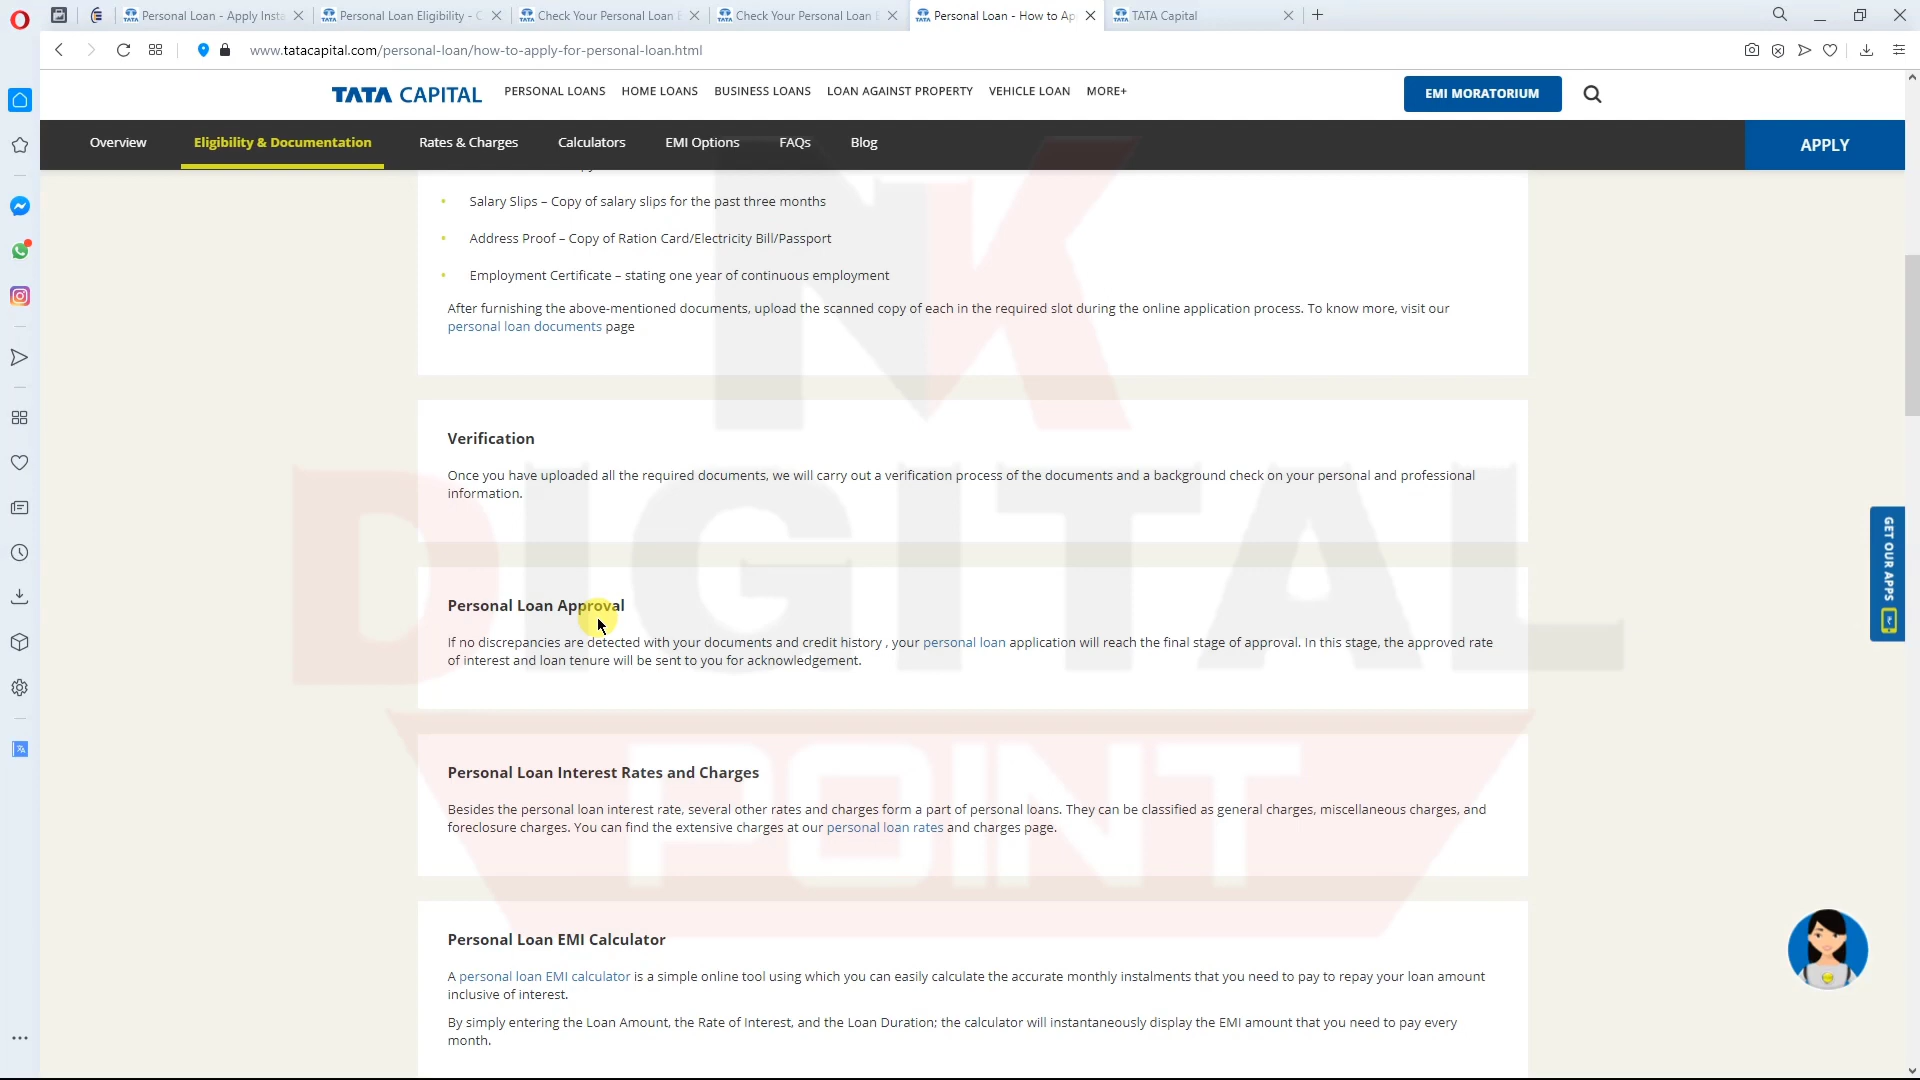 Personal Loan - Apply Insta
Personal Loan Eligibility - C
Check Your Personal Loan E
Check Your Personal Loan E
Personal Loan - How to Ap
TATA Capital
www.tatacapital.com/personal-loan/how-to-apply-for-personal-loan.html
TATA CAPITAL
PERSONAL LOANS HOME LOANS BUSINESS LOANS LOAN AGAINST PROPERTY VEHICLE LOAN MORE+
EMI MORATORIUM
Overview Eligibility & Documentation Rates & Charges Calculators EMI Options FAQs Blog
APPLY
Salary Slips – Copy of salary slips for the past three months
Address Proof – Copy of Ration Card/Electricity Bill/Passport
Employment Certificate – stating one year of continuous employment
After furnishing the above-mentioned documents, upload the scanned copy of each in the required slot during the online application process. To know more, visit our
personal loan documents page
Verification
Once you have uploaded all the required documents, we will carry out a verification process of the documents and a background check on your personal and professional
information.
Personal Loan Approval
If no discrepancies are detected with your documents and credit history , your personal loan application will reach the final stage of approval. In this stage, the approved rate
of interest and loan tenure will be sent to you for acknowledgement.
Personal Loan Interest Rates and Charges
Besides the personal loan interest rate, several other rates and charges form a part of personal loans. They can be classified as general charges, miscellaneous charges, and
foreclosure charges. You can find the extensive charges at our personal loan rates and charges page.
Personal Loan EMI Calculator
A personal loan EMI calculator is a simple online tool using which you can easily calculate the accurate monthly instalments that you need to pay to repay your loan amount
inclusive of interest.
By simply entering the Loan Amount, the Rate of Interest, and the Loan Duration; the calculator will instantaneously display the EMI amount that you need to pay every
month.
GET OUR APPS
NK
DIGITAL
POINT